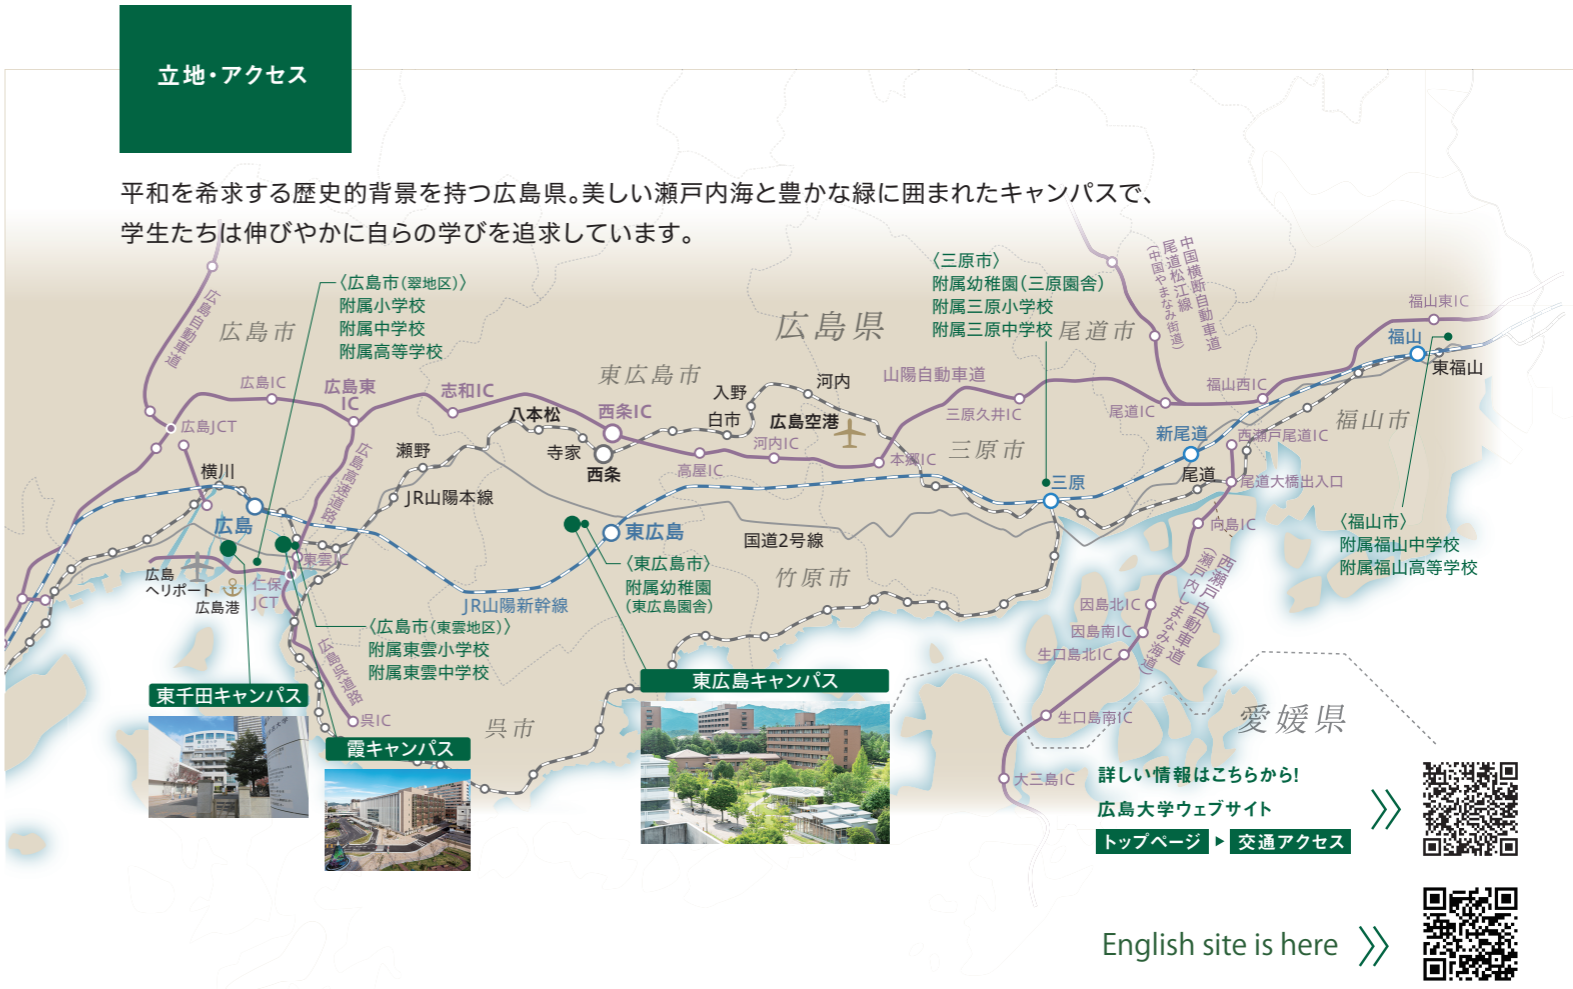 立地・アクセス
平和を希求する歴史的背景を持つ広島県。美しい瀬戸内海と豊かな緑に囲まれたキャンパスで、
学生たちは伸びやかに自らの学びを追求しています。
〈広島市(翠地区)〉
附属小学校
附属中学校
附属高等学校
〈三原市〉
附属幼稚園(三原園舎)
附属三原小学校
附属三原中学校
中国横断自動車道
尾道松江線
(中国やまなみ街道)
広島自動車道
広島市
広島県
尾道市
福山東IC
福山
東福山
東広島市
河内
入野
山陽自動車道
広島IC
広島東
IC
志和IC
西条IC
八本松
白市
広島空港
三原久井IC
尾道IC
福山西IC
福山市
広島JCT
瀬野
寺家
西条
高屋IC
河内IC
本郷IC
三原市
新尾道
西瀬戸尾道IC
広島高速道路
横川
JR山陽本線
三原
尾道
尾道大橋出入口
広島
東広島
国道2号線
向島IC
〈福山市〉
附属福山中学校
附属福山高等学校
東雲IC
〈東広島市〉
附属幼稚園
(東広島園舎)
竹原市
広島
ヘリポート
広島港
仁保
JCT
JR山陽新幹線
西瀬戸自動車道
(瀬戸内しまなみ海道)
因島北IC
因島南IC
生口島北IC
〈広島市(東雲地区)〉
附属東雲小学校
附属東雲中学校
広島呉道路
東千田キャンパス
東広島キャンパス
呉IC
呉市
生口島南IC
愛媛県
霞キャンパス
大三島IC
詳しい情報はこちらから!
広島大学ウェブサイト
トップページ ▶ 交通アクセス
English site is here